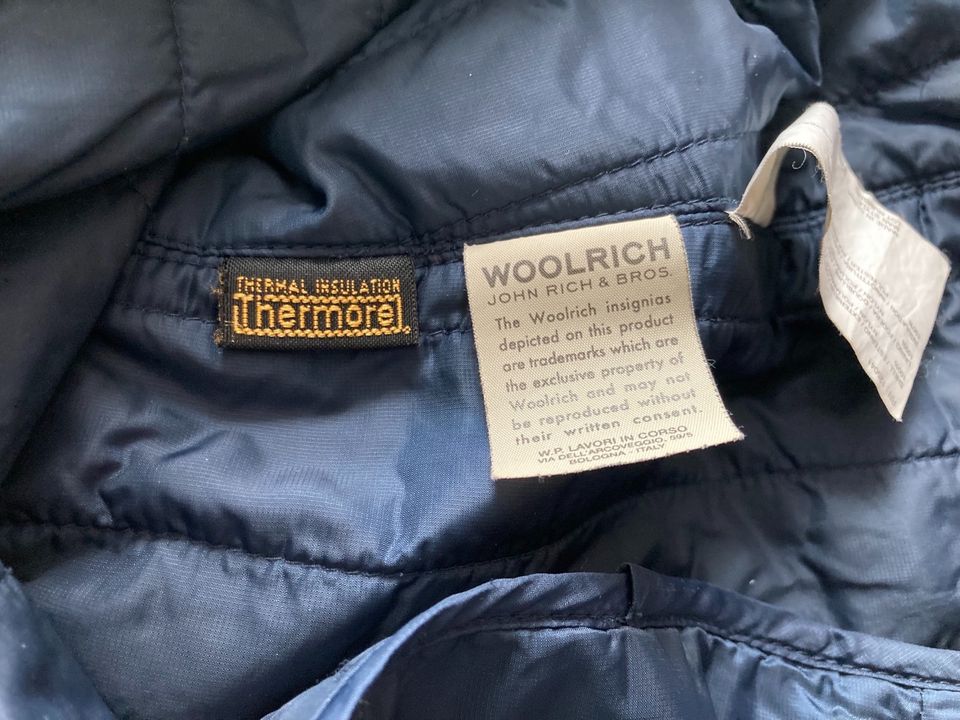 THERMAL INSULATION
Thermore
WOOLRICH
JOHN RICH & BROS.
The Woolrich insignias
depicted on this product
are trademarks which are
the exclusive property of
Woolrich and may not
be reproduced without
their written consent.
W.P. LAVORI IN CORSO
VIA DELL'ARCOVEGGIO, 59/5
BOLOGNA - ITALY